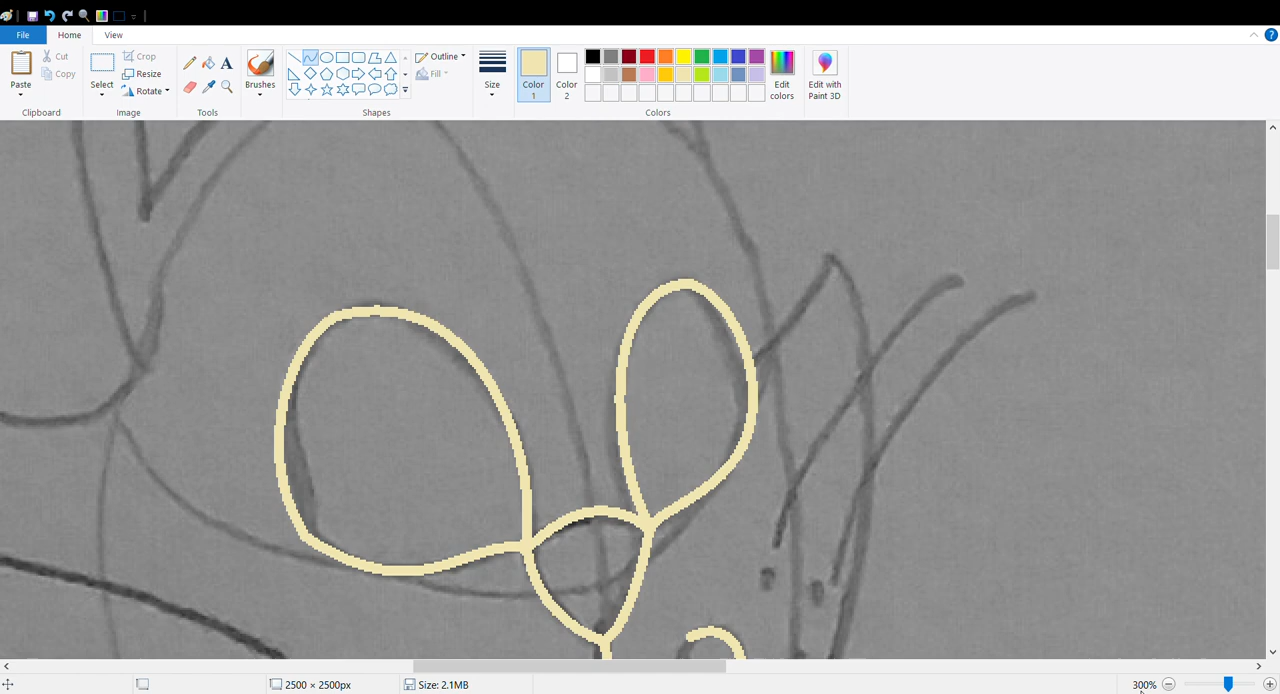 File Home View
Paste
Cut
Copy
Clipboard
Select
Crop
Resize
Rotate
Image
Tools
Brushes
Shapes
Outline
Fill
Size
Color 1
Color 2
Colors
Edit colors
Edit with Paint 3D
2500 × 2500px
Size: 2.1MB
300%